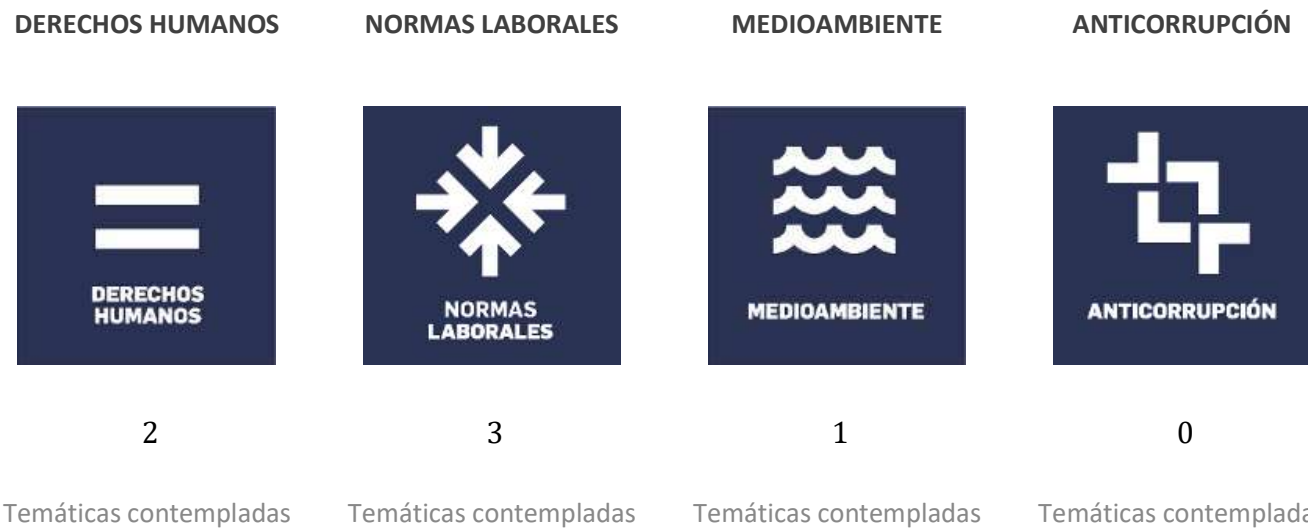 DERECHOS HUMANOS NORMAS LABORALES MEDIOAMBIENTE ANTICORRUPCIÓN
DERECHOS
HUMANOS
NORMAS
LABORALES
MEDIOAMBIENTE
ANTICORRUPCIÓN
2 3 1 0
Temáticas contempladas Temáticas contempladas Temáticas contempladas Temáticas